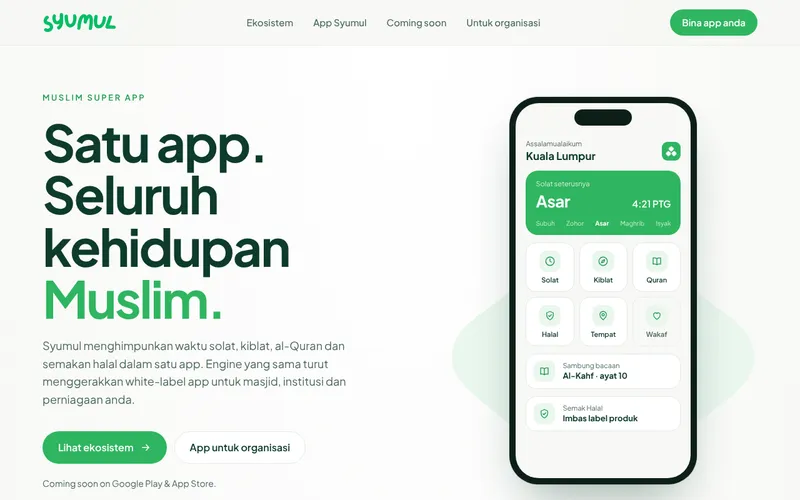 SYUMUL
Ekosistem
App Syumul
Coming soon
Untuk organisasi
Bina app anda
MUSLIM SUPER APP
Satu app.
Seluruh
kehidupan
Muslim.
Syumul menghimpunkan waktu solat, kiblat, al-Quran dan
semakan halal dalam satu app. Engine yang sama turut
menggerakkan white-label app untuk masjid, institusi dan
perniagaan anda.
Lihat ekosistem →
App untuk organisasi
Coming soon on Google Play & App Store.
Assalamualaikum
Kuala Lumpur
Solat seterusnya
Asar 4:21 PTG
Subuh Zohor Asar Maghrib Isyak
Solat Kiblat Quran
Halal Tempat Wakaf
Sambung bacaan
Al-Kahf · ayat 10
Semak Halal
Imbas label produk